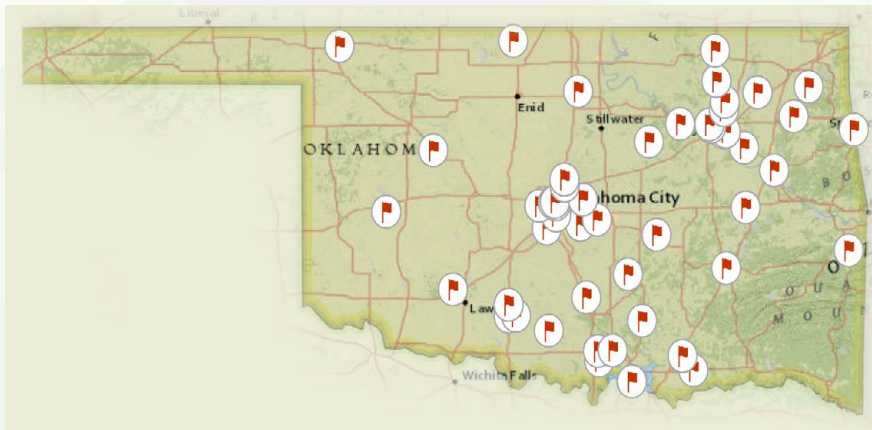 Liberal
Enid
Stillwater
OKLAHOM
homa City
Law
Wichita Falls
B O
O
O U A
M O U N